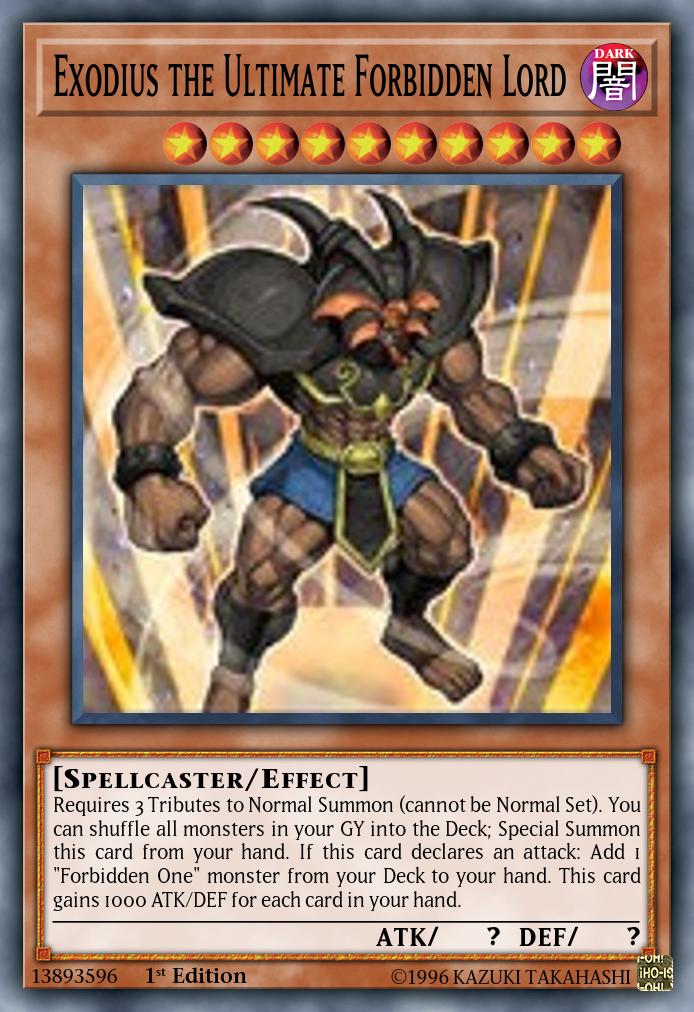 Exodius the Ultimate Forbidden Lord
DARK
闇
[Spellcaster/Effect]
Requires 3 Tributes to Normal Summon (cannot be Normal Set). You
can shuffle all monsters in your GY into the Deck; Special Summon
this card from your hand. If this card declares an attack: Add 1
"Forbidden One" monster from your Deck to your hand. This card
gains 1000 ATK/DEF for each card in your hand.
ATK/ ? DEF/ ?
13893596 1st Edition ©1996 KAZUKI TAKAHASHI